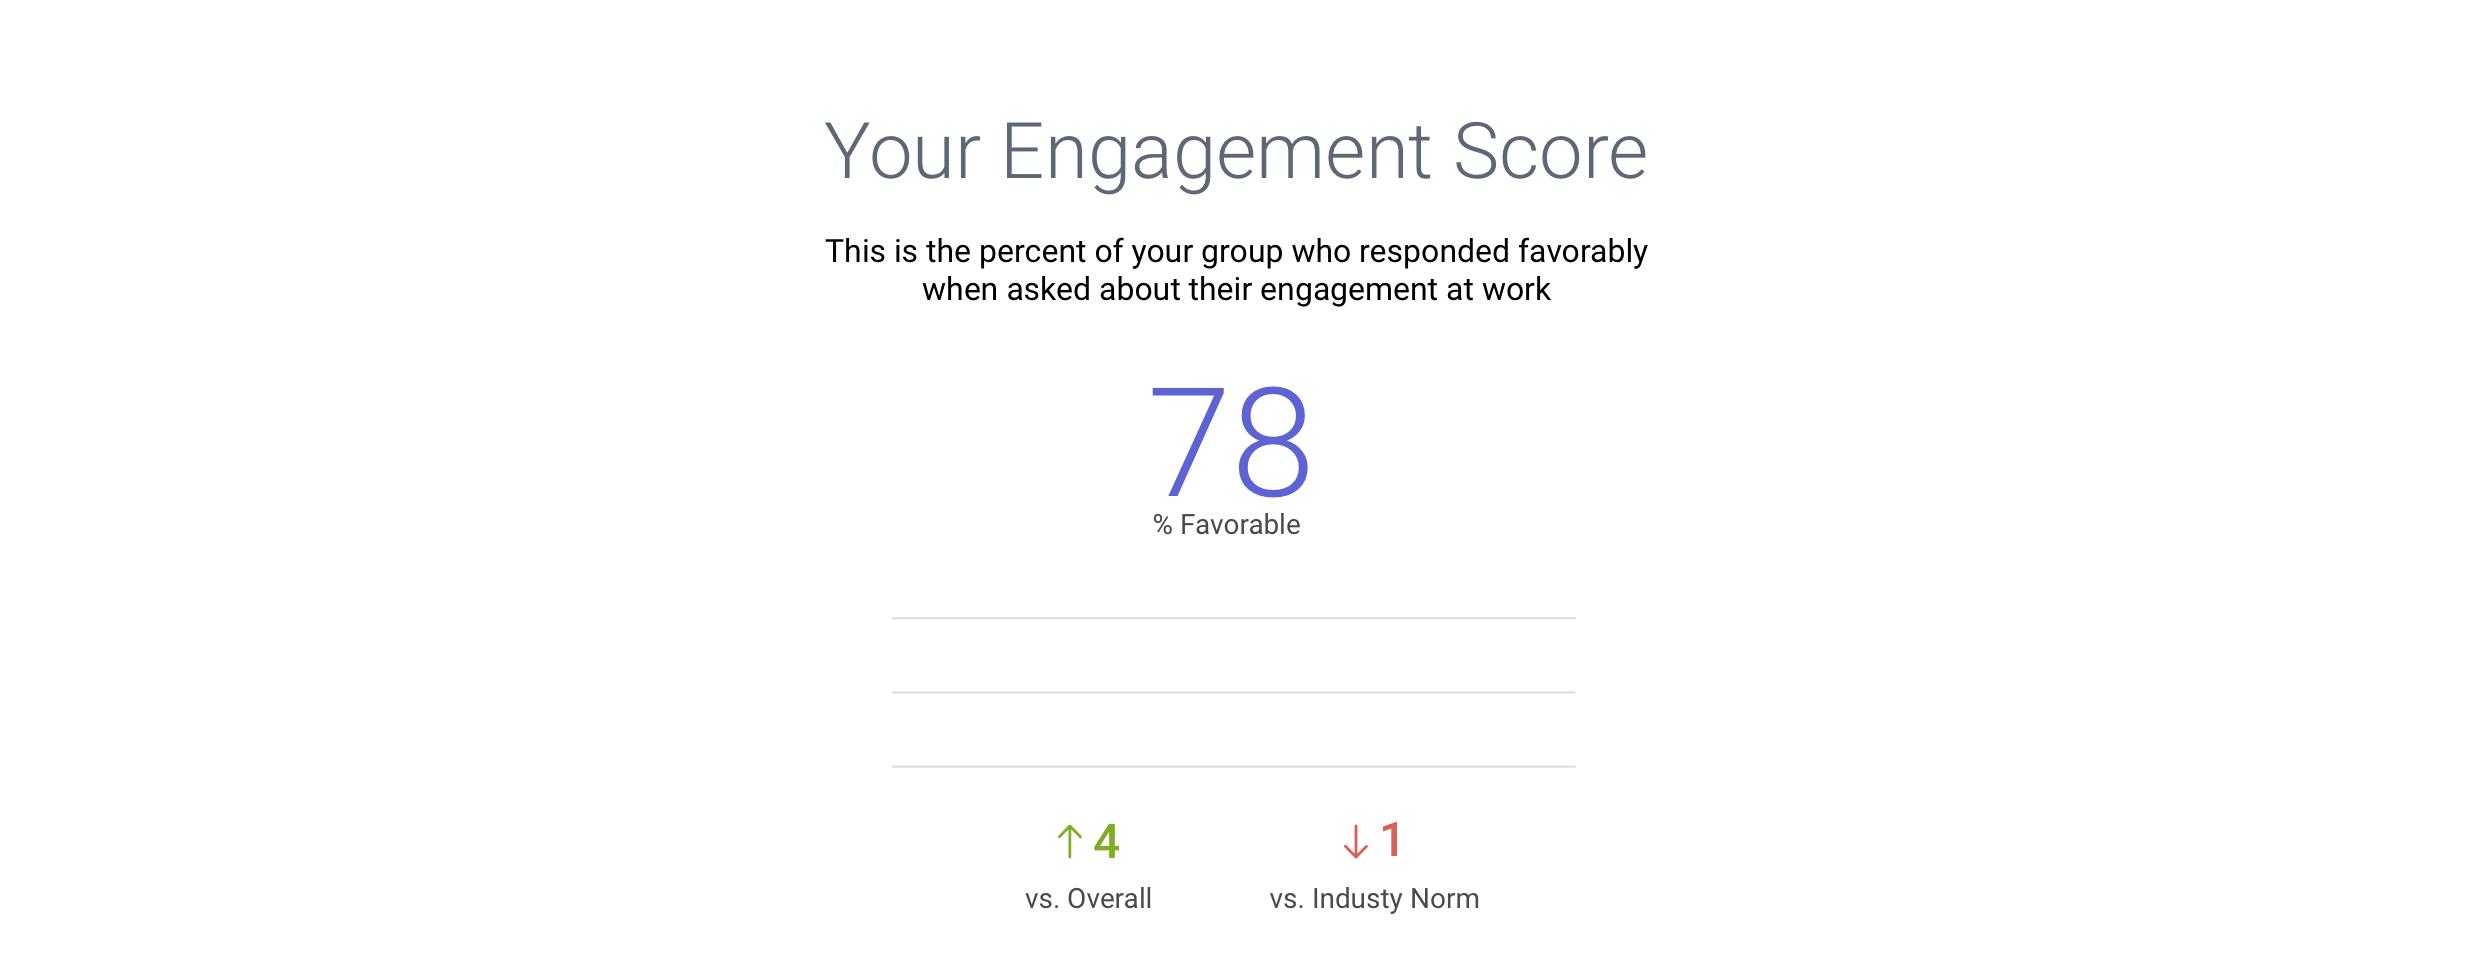 Your Engagement Score
This is the percent of your group who responded favorably
when asked about their engagement at work
78
% Favorable
↑ 4
vs. Overall
↓ 1
vs. Industy Norm